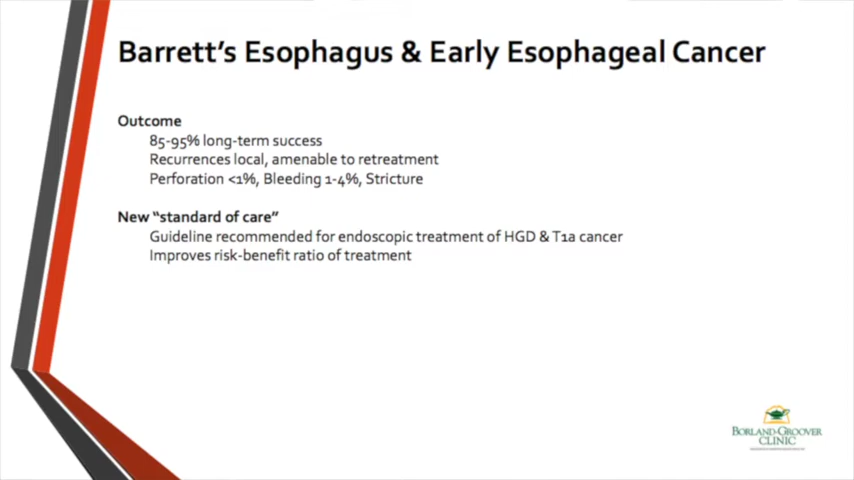 Barrett's Esophagus & Early Esophageal Cancer
Outcome
85-95% long-term success
Recurrences local, amenable to retreatment
Perforation <1%, Bleeding 1-4%, Stricture
New “standard of care”
Guideline recommended for endoscopic treatment of HGD & T1a cancer
Improves risk-benefit ratio of treatment
BORLAND-GROOVER
CLINIC